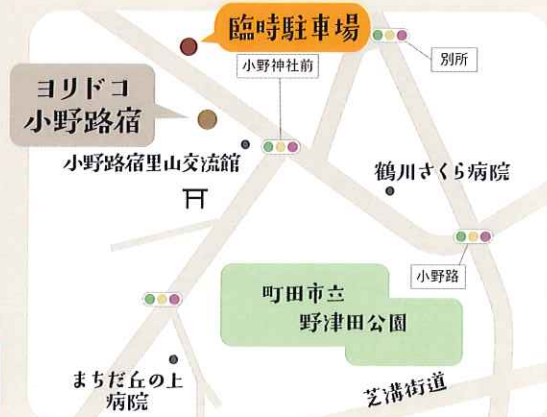 臨時駐車場
別所
小野神社前
ヨリドコ
小野路宿
小野路宿里山交流館
鶴川さくら病院
小野路
町田市立
野津田公園
まちだ丘の上
病院
芝溝街道